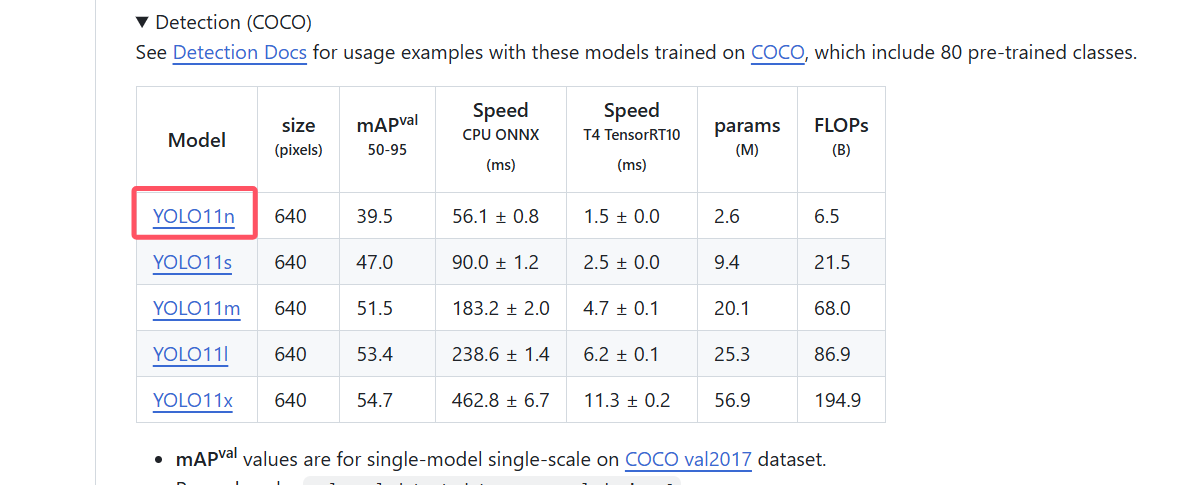 ▼ Detection (COCO)
See Detection Docs for usage examples with these models trained on COCO, which include 80 pre-trained classes.
Model size (pixels) mAPval 50-95 Speed CPU ONNX (ms) Speed T4 TensorRT10 (ms) params (M) FLOPs (B)
YOLO11n 640 39.5 56.1 ± 0.8 1.5 ± 0.0 2.6 6.5
YOLO11s 640 47.0 90.0 ± 1.2 2.5 ± 0.0 9.4 21.5
YOLO11m 640 51.5 183.2 ± 2.0 4.7 ± 0.1 20.1 68.0
YOLO11l 640 53.4 238.6 ± 1.4 6.2 ± 0.1 25.3 86.9
YOLO11x 640 54.7 462.8 ± 6.7 11.3 ± 0.2 56.9 194.9
• mAPval values are for single-model single-scale on COCO val2017 dataset.